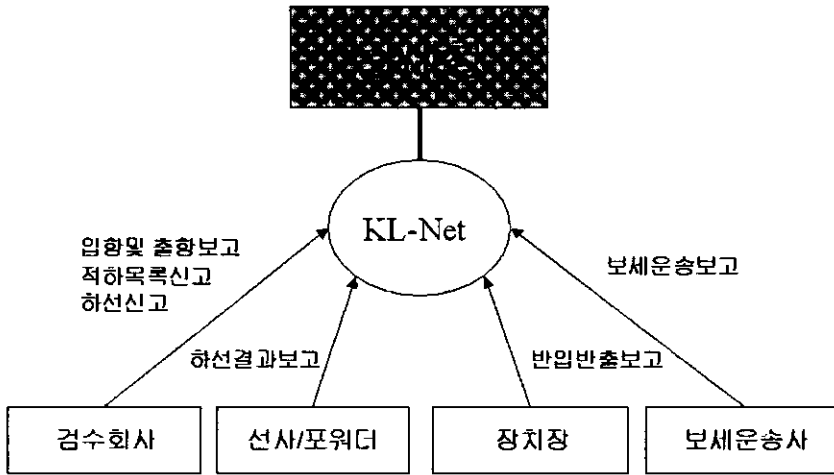 KL-Net
입항및 출항보고
적하목록신고
하선신고
보세운송보고
하선결과보고
반입반출보고
검수회사
선사/포워더
장치장
보세운송사